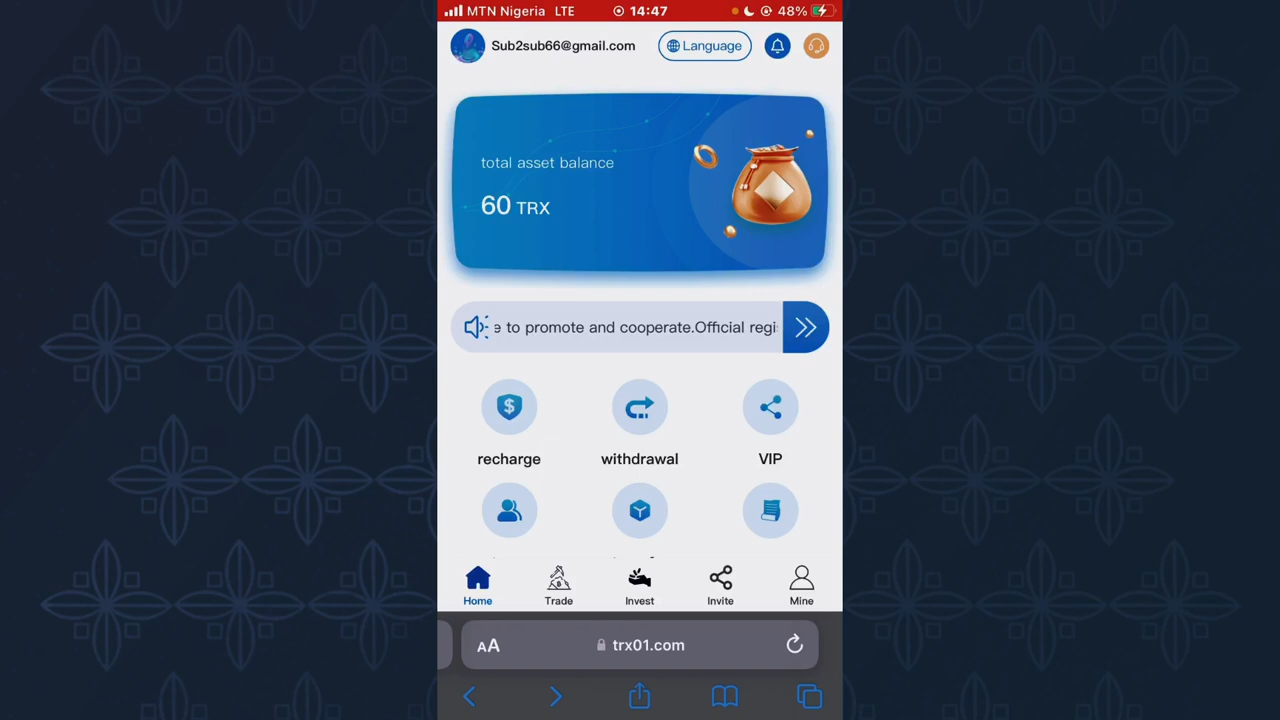 MTN Nigeria LTE 14:47 48%
Sub2sub66@gmail.com Language
total asset balance
60 TRX
e to promote and cooperate.Official regi
recharge withdrawal VIP
Home Trade Invest Invite Mine
AA trx01.com